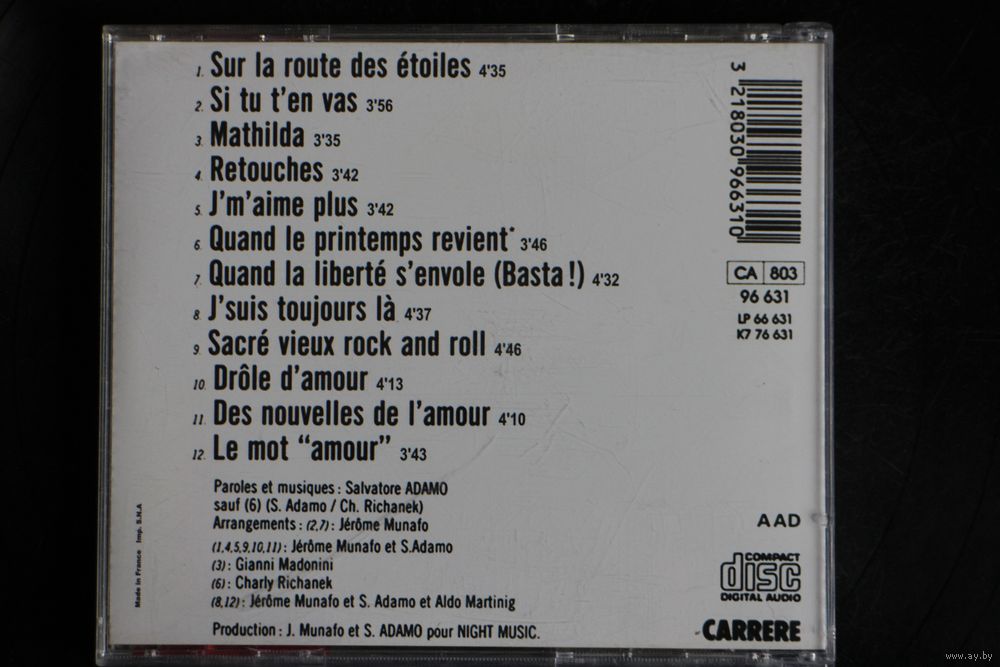 1. Sur la route des étoiles 4'35
2. Si tu t'en vas 3'56
3. Mathilda 3'35
4. Retouches 3'42
5. J'm'aime plus 3'42
6. Quand le printemps revient* 3'46
7. Quand la liberté s'envole (Basta!) 4'32
8. J'suis toujours là 4'37
9. Sacré vieux rock and roll 4'46
10. Drôle d'amour 4'13
11. Des nouvelles de l'amour 4'10
12. Le mot “amour” 3'43
Paroles et musiques : Salvatore ADAMO
sauf (6) (S. Adamo / Ch. Richanek)
Arrangements : (2,7) : Jérôme Munafo
(1,4,5,9,10,11) : Jérôme Munafo et S.Adamo
(3) : Gianni Madonini
(6) : Charly Richanek
(8,12) : Jérôme Munafo et S. Adamo et Aldo Martinig
Production : J. Munafo et S. ADAMO pour NIGHT MUSIC.
Made in France Imp. S.N.A
3 218030 966310
CA 803
96 631
LP 66 631
K7 76 631
AAD
COMPACT
disc
DIGITAL AUDIO
CARRERE
www.ay.by